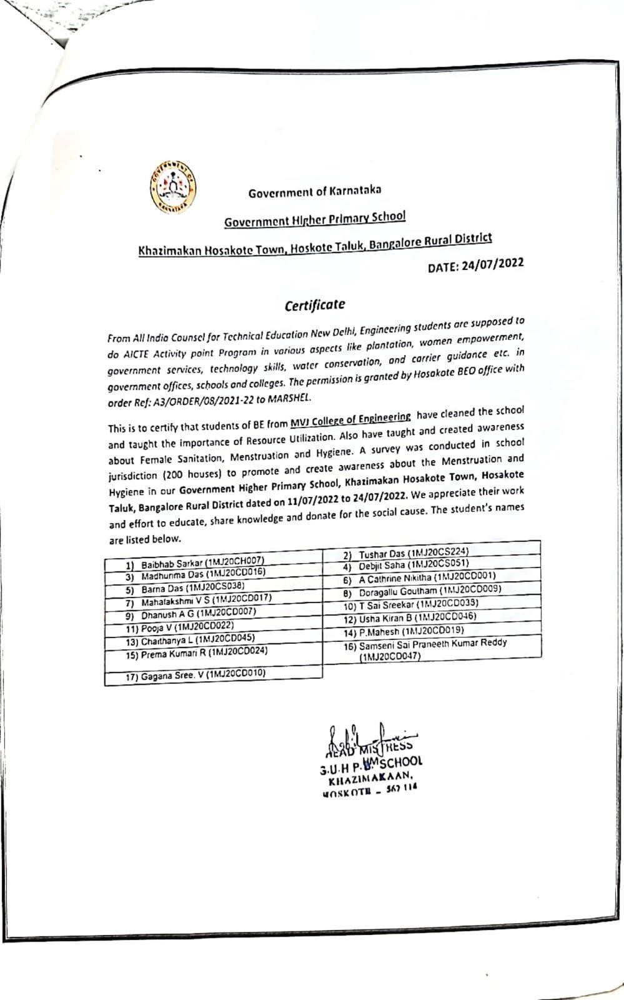 GOVERNMENT OF
KARNATAKA
Government of Karnataka
Government Higher Primary School
Khazimakan Hosakote Town, Hoskote Taluk, Bangalore Rural District
DATE: 24/07/2022
Certificate
From All India Counsel for Technical Education New Delhi, Engineering students are supposed to
do AICTE Activity point Program in various aspects like plantation, women empowerment,
government services, technology skills, water conservation, and carrier guidance etc. in
government offices, schools and colleges. The permission is granted by Hosakote BEO office with
order Ref: A3/ORDER/08/2021-22 to MARSHEL.
This is to certify that students of BE from MVJ College of Engineering have cleaned the school
and taught the importance of Resource Utilization. Also have taught and created awareness
about Female Sanitation, Menstruation and Hygiene. A survey was conducted in school
jurisdiction (200 houses) to promote and create awareness about the Menstruation and
Hygiene in our Government Higher Primary School, Khazimakan Hosakote Town, Hosakote
Taluk, Bangalore Rural District dated on 11/07/2022 to 24/07/2022. We appreciate their work
and effort to educate, share knowledge and donate for the social cause. The student's names
are listed below.
1) Baibhab Sarkar (1MJ20CH007)
2) Tushar Das (1MJ20CS224)
3) Madhurima Das (1MJ20CD016)
4) Debjit Saha (1MJ20CS051)
5) Barna Das (1MJ20CS038)
6) A Cathrine Nikitha (1MJ20CD001)
7) Mahalakshmi V S (1MJ20CD017)
8) Doragallu Goutham (1MJ20CD009)
9) Dhanush A G (1MJ20CD007)
10) T Sai Sreekar (1MJ20CD038)
11) Pooja V (1MJ20CD022)
12) Usha Kiran B (1MJ20CD046)
13) Chaithanya L (1MJ20CD045)
14) P.Mahesh (1MJ20CD019)
15) Prema Kumari R (1MJ20CD024)
16) Samseni Sai Praneeth Kumar Reddy
(1MJ20CD047)
17) Gagana Sree. V (1MJ20CD010)
HEAD MISTRESS
G.U.H P. SCHOOL
KHAZIMAKAAN,
HOSKOTE - 562 114